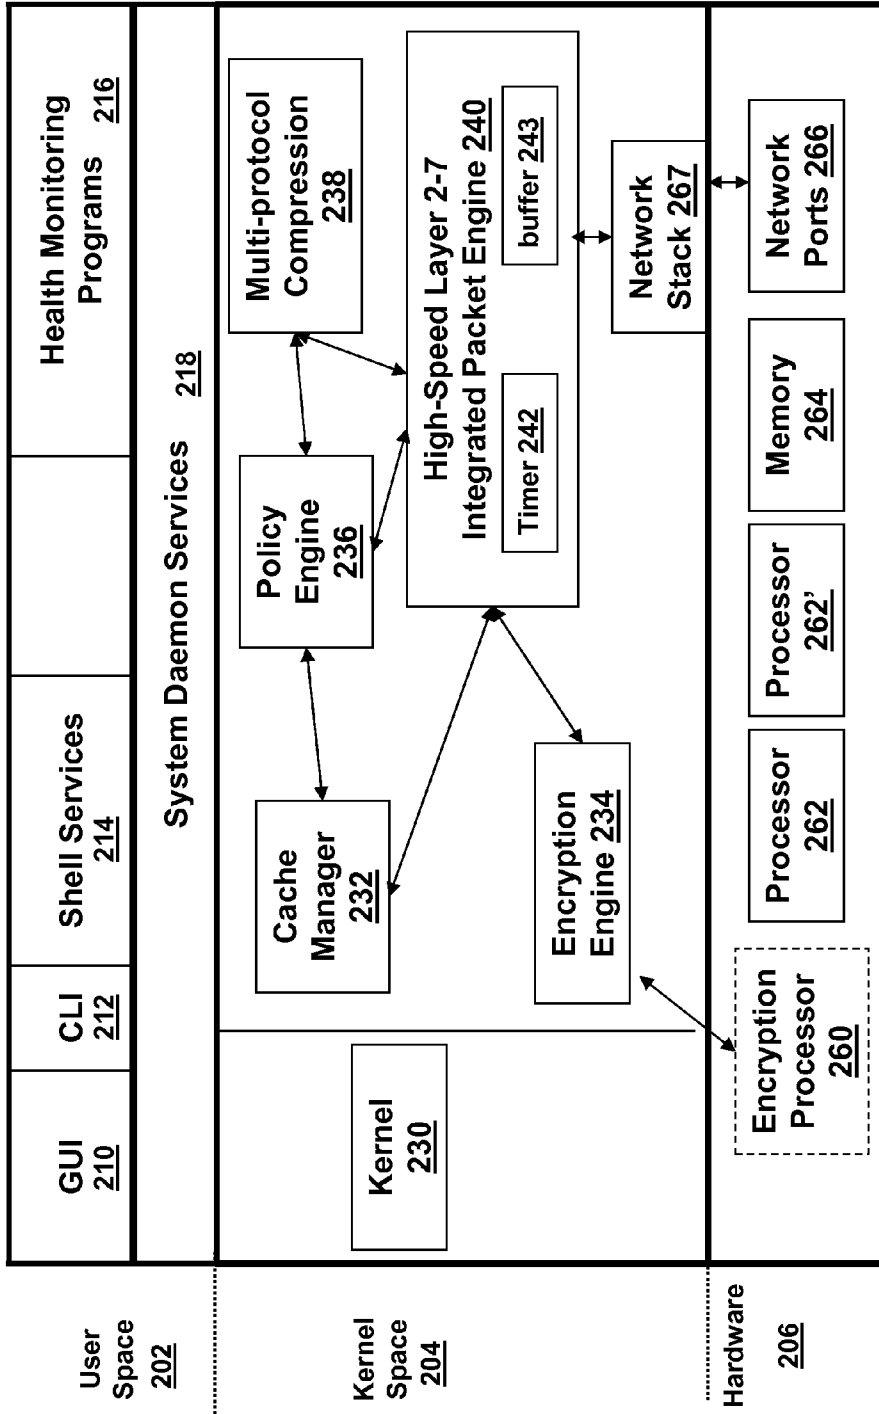 User
Space
202
GUI
210
CLI
212
Shell Services
214
Health Monitoring
Programs 216
System Daemon Services 218
Kernel
Space
204
Kernel
230
Cache
Manager
232
Policy
Engine
236
Multi-protocol
Compression
238
High-Speed Layer 2-7
Integrated Packet Engine 240
Timer 242
buffer 243
Encryption
Engine 234
Network
Stack 267
Hardware
206
Encryption
Processor
260
Processor
262
Processor
262’
Memory
264
Network
Ports 266